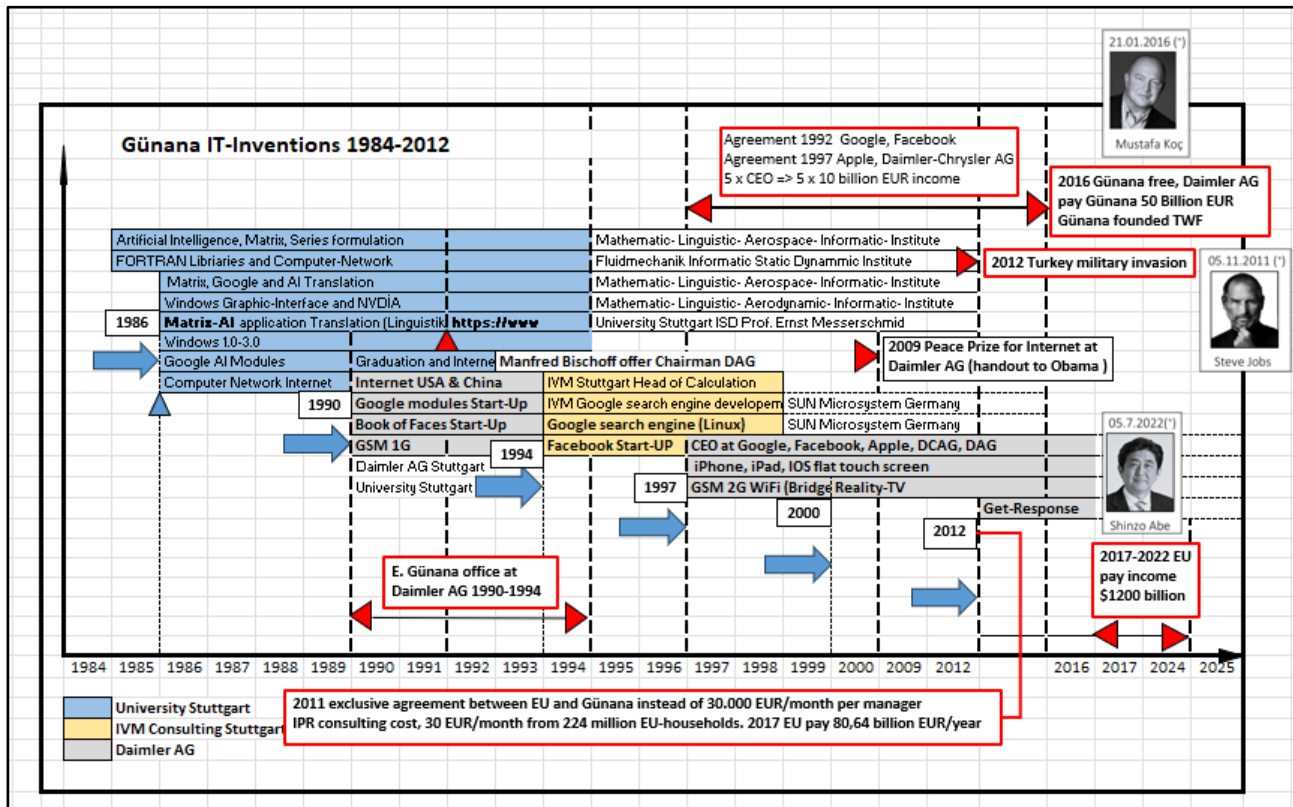 21.01.2016 (*)
Mustafa Koç
Günana IT-Inventions 1984-2012
Agreement 1992  Google, Facebook
Agreement 1997 Apple, Daimler-Chrysler AG
5 x CEO => 5 x 10 billion EUR income
2016 Günana free, Daimler AG
pay Günana 50 Billion EUR
Günana founded TWF
Artificial Intelligence, Matrix, Series formulation
Mathematic- Linguistic- Aerospace- Informatic- Institute
FORTRAN Libriaries and Computer-Network
Fluidmechanik Informatic Static Dynammic Institute
2012 Turkey military invasion
05.11.2011 (*)
Steve Jobs
Matrix, Google and AI Translation
Mathematic- Linguistic- Aerospace- Informatic- Institute
Windows Graphic-Interface and NVDİA
Mathematic- Linguistic- Aerodynamic- Informatic- Institute
1986
Matrix-AI application Translation (Linguistik
https://www
University Stuttgart ISD Prof. Ernst Messerschmid
Windows 1.0-3.0
Google AI Modules
Graduation and Interne
Manfred Bischoff offer Chairman DAG
2009 Peace Prize for Internet at
Daimler AG (handout to Obama )
Computer Network Internet
Internet USA & China
IVM Stuttgart Head of Calculation
1990
Google modules Start-Up
IVM Google search engine developem
SUN Microsystem Germany
Book of Faces Start-Up
Google search engine (Linux)
SUN Microsystem Germany
05.7.2022(*)
Shinzo Abe
GSM 1G
1994
Facebook Start-UP
CEO at Google, Facebook, Apple, DCAG, DAG
Daimler AG Stuttgart
iPhone, iPad, IOS flat touch screen
University Stuttgart
1997
GSM 2G WiFi (Bridge Reality-TV
2000
Get-Response
2012
E. Günana office at
Daimler AG 1990-1994
2017-2022 EU
pay income
$1200 billion
1984 1985 1986 1987 1988 1989 1990 1991 1992 1993 1994 1995 1996 1997 1998 1999 2000 2009 2012 2016 2017 2024 2025
University Stuttgart
IVM Consulting Stuttgart
Daimler AG
2011 exclusive agreement between EU and Günana instead of 30.000 EUR/month per manager
IPR consulting cost, 30 EUR/month from 224 million EU-households. 2017 EU pay 80,64 billion EUR/year